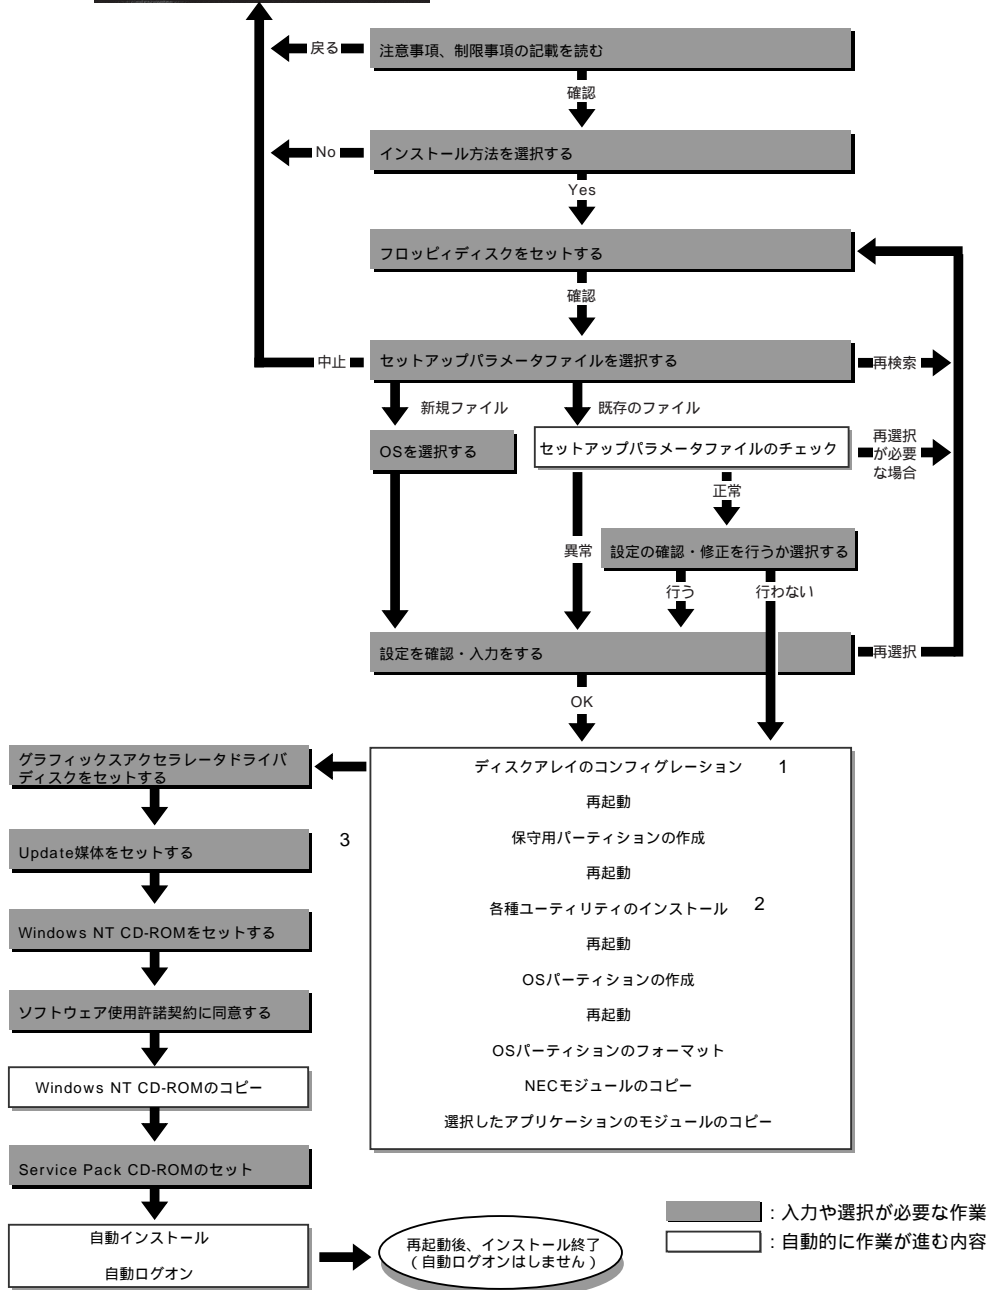 戻る
注意事項、制限事項の記載を読む
確認
No
インストール方法を選択する
Yes
フロッピィディスクをセットする
確認
中止
セットアップパラメータファイルを選択する
再検索
新規ファイル
既存のファイル
OSを選択する
セットアップパラメータファイルのチェック
再選択
が必要
な場合
正常
異常
設定の確認・修正を行うか選択する
行う
行わない
設定を確認・入力をする
再選択
OK
ディスクアレイのコンフィグレーション 1
再起動
保守用パーティションの作成
再起動
各種ユーティリティのインストール 2
再起動
OSパーティションの作成
再起動
OSパーティションのフォーマット
NECモジュールのコピー
選択したアプリケーションのモジュールのコピー
グラフィックスアクセラレータドライバ
ディスクをセットする
Update媒体をセットする
3
Windows NT CD-ROMをセットする
ソフトウェア使用許諾契約に同意する
Windows NT CD-ROMのコピー
Service Pack CD-ROMのセット
自動インストール
自動ログオン
再起動後、インストール終了
（自動ログオンはしません）
：入力や選択が必要な作業
：自動的に作業が進む内容